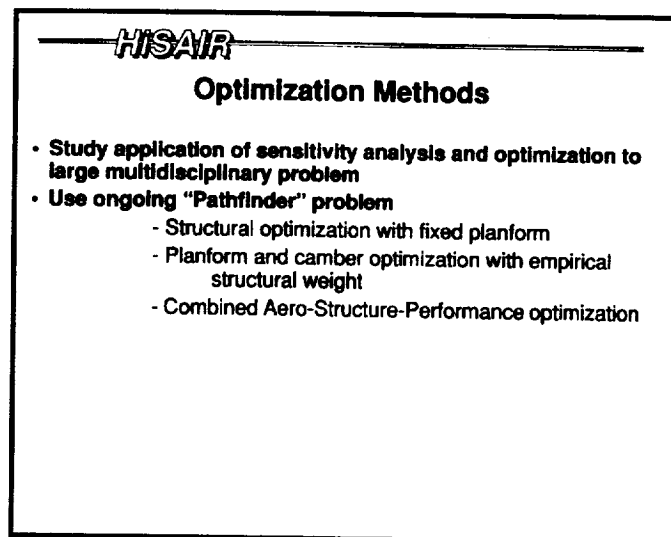 HiSAIR
Optimization Methods
• Study application of sensitivity analysis and optimization to
large multidisciplinary problem
• Use ongoing "Pathfinder" problem
- Structural optimization with fixed planform
- Planform and camber optimization with empirical
structural weight
- Combined Aero-Structure-Performance optimization